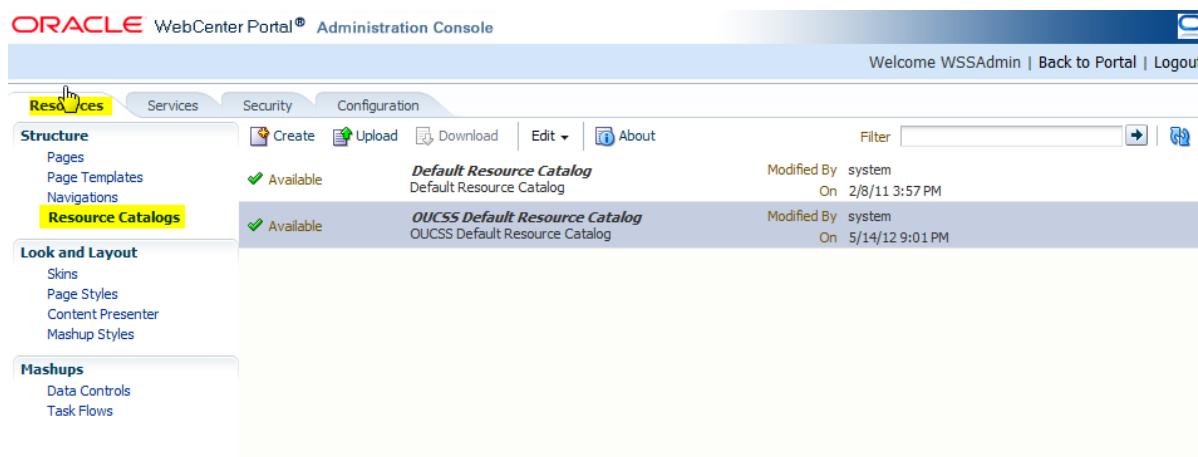 ORACLE WebCenter Portal® Administration Console
Welcome WSSAdmin | Back to Portal | Logout
Resources Services Security Configuration
Structure
Pages
Page Templates
Navigations
Resource Catalogs
Look and Layout
Skins
Page Styles
Content Presenter
Mashup Styles
Mashups
Data Controls
Task Flows
Create Upload Download Edit About Filter
Available Default Resource Catalog Modified By system
Default Resource Catalog On 2/8/11 3:57 PM
Available OUCSS Default Resource Catalog Modified By system
OUCSS Default Resource Catalog On 5/14/12 9:01 PM